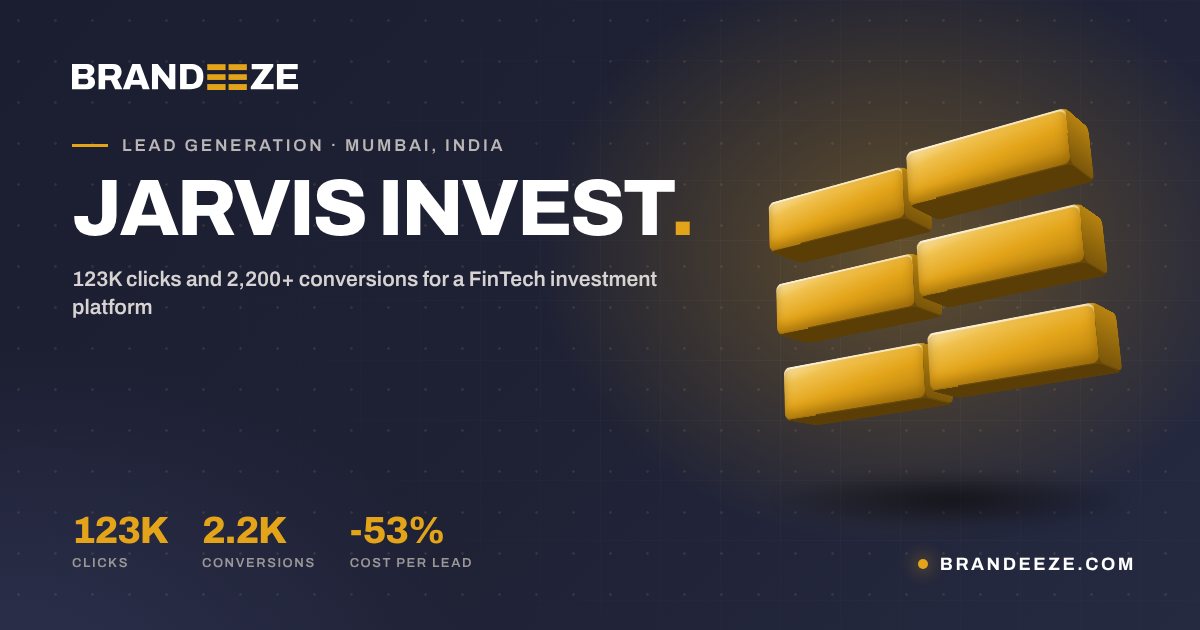 BRANDEEZE
LEAD GENERATION · MUMBAI, INDIA
JARVIS INVEST.
123K clicks and 2,200+ conversions for a FinTech investment
platform
123K 2.2K -53%
CLICKS CONVERSIONS COST PER LEAD
BRANDEEZE.COM